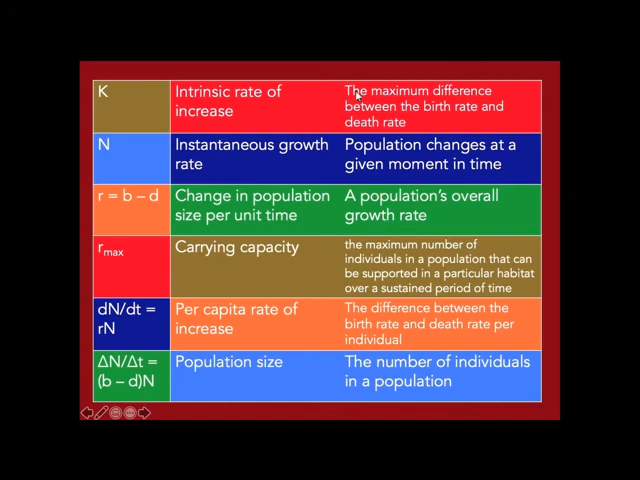 K
Intrinsic rate of
increase
The maximum difference
between the birth rate and
death rate
N
Instantaneous growth
rate
Population changes at a
given moment in time
r = b – d
Change in population
size per unit time
A population's overall
growth rate
rmax
Carrying capacity
the maximum number of
individuals in a population that can
be supported in a particular habitat
over a sustained period of time
dN/dt =
rN
Per capita rate of
increase
The difference between the
birth rate and death rate per
individual
ΔN/Δt =
(b – d)N
Population size
The number of individuals
in a population